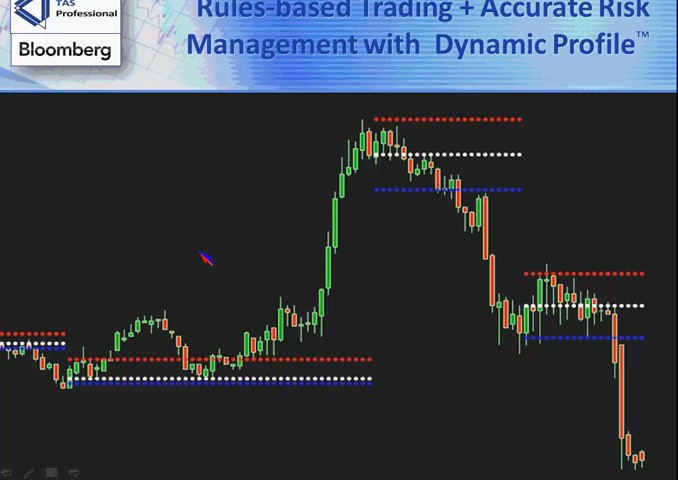 TAS
Professional
Bloomberg
Rules-based Trading + Accurate Risk
Management with Dynamic Profile™